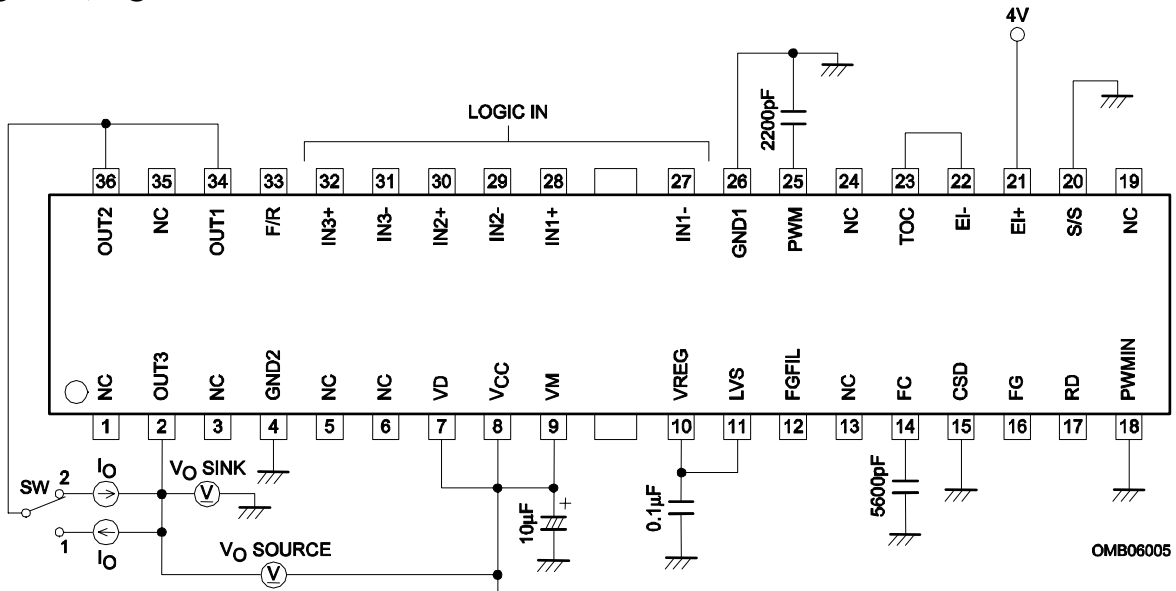 4V
LOGIC IN
2200pF
36 35 34 33 32 31 30 29 28 27 26 25 24 23 22 21 20 19
OUT2 NC OUT1 F/R IN3+ IN3- IN2+ IN2- IN1+ IN1- GND1 PWM NC TOC EI- EI+ S/S NC
NC OUT3 NC GND2 NC NC VD VCC VM VREG LVS FGFIL NC FC CSD FG RD PWMIN
1 2 3 4 5 6 7 8 9 10 11 12 13 14 15 16 17 18
SW 2 IO VO SINK V
1 IO
VO SOURCE V
10µF +
0.1µF
5600pF
OMB06005